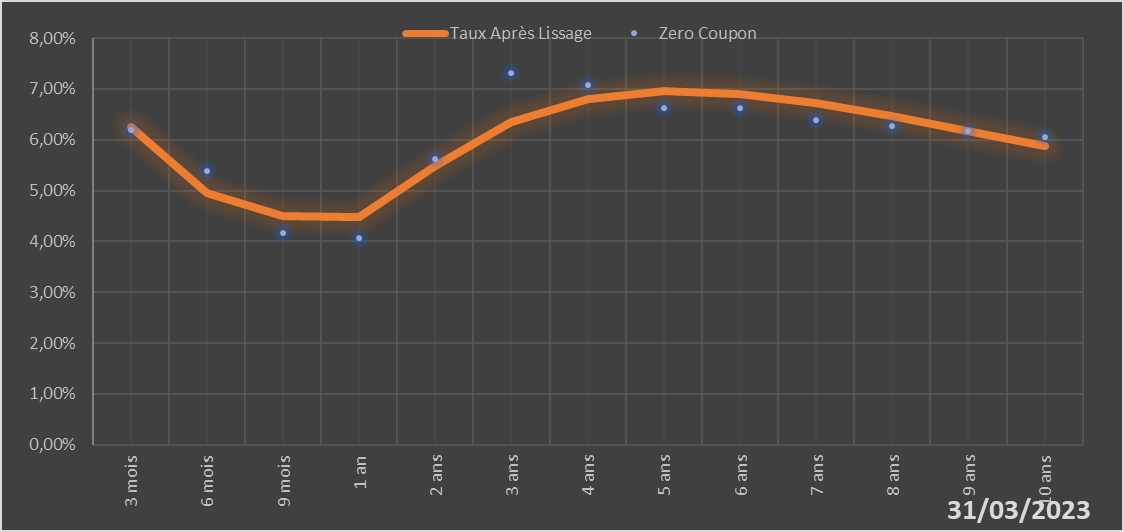 Taux Après Lissage Zero Coupon
8,00%
7,00%
6,00%
5,00%
4,00%
3,00%
2,00%
1,00%
0,00%
3 mois
6 mois
9 mois
1 an
2 ans
3 ans
4 ans
5 ans
6 ans
7 ans
8 ans
9 ans
10 ans
31/03/2023